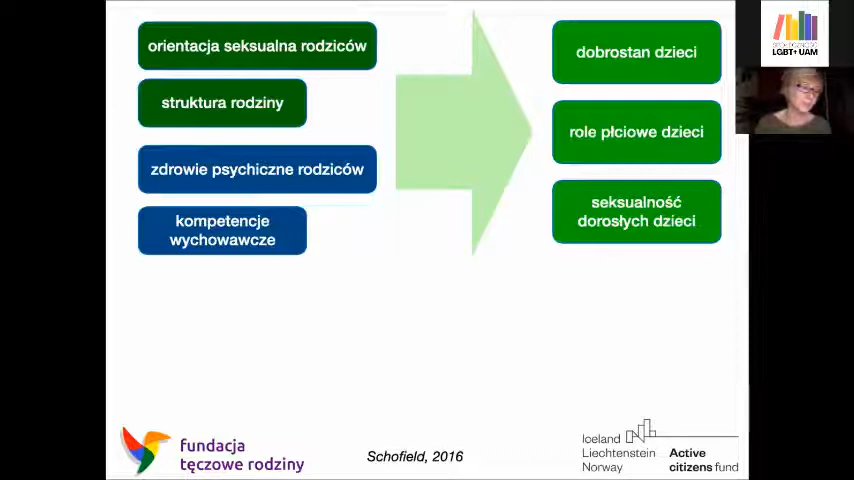 orientacja seksualna rodziców
struktura rodziny
zdrowie psychiczne rodziców
kompetencje
wychowawcze
dobrostan dzieci
role płciowe dzieci
seksualność
dorosłych dzieci
SPOŁECZNOŚĆ
LGBT+ UAM
fundacja
tęczowe rodziny
Schofield, 2016
Iceland
Liechtenstein
Norway
Active
citizens fund